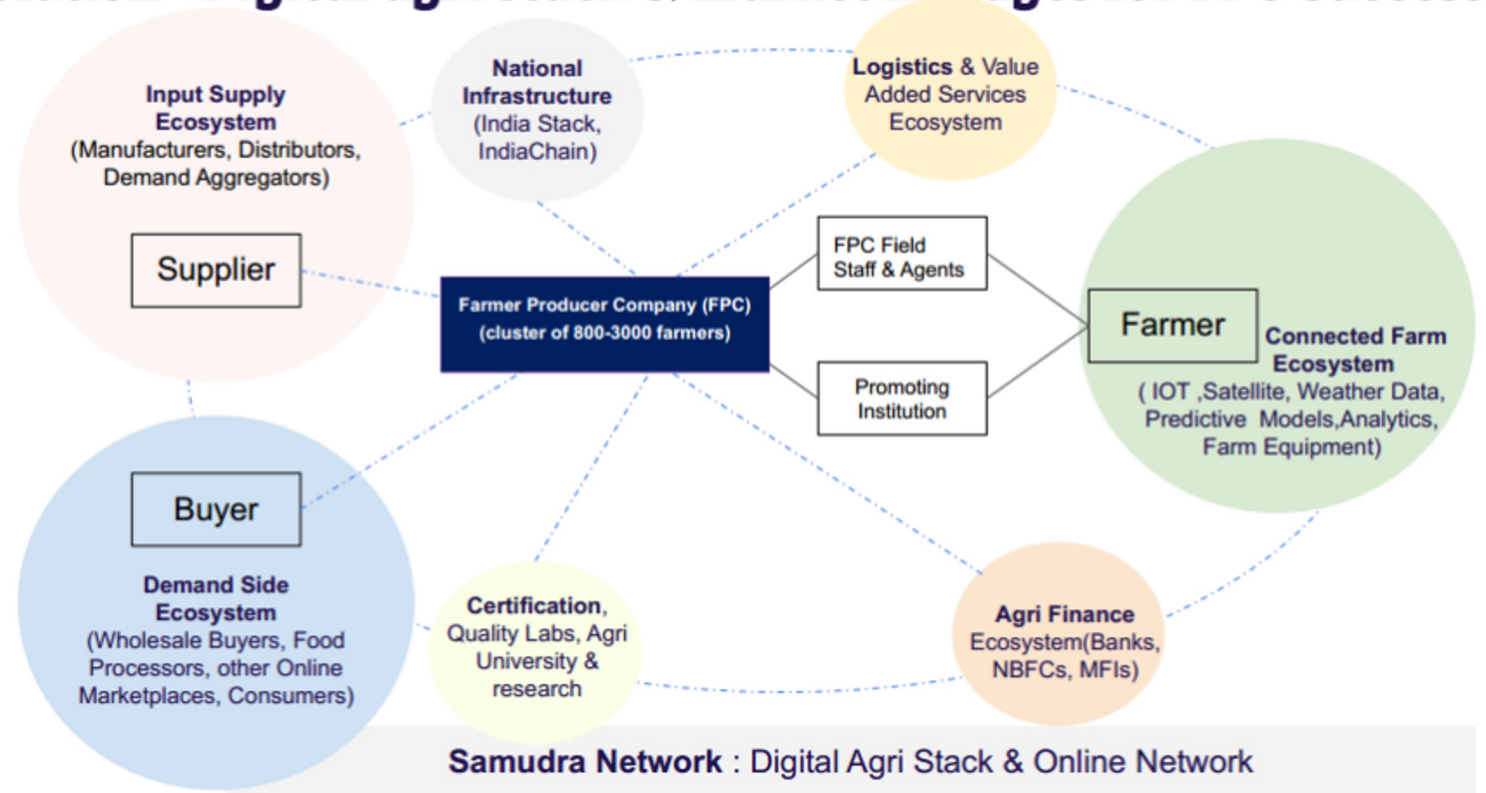 Input Supply
Ecosystem
(Manufacturers, Distributors,
Demand Aggregators)
Supplier
National
Infrastructure
(India Stack,
IndiaChain)
Logistics & Value
Added Services
Ecosystem
Farmer Producer Company (FPC)
(cluster of 800-3000 farmers)
FPC Field
Staff & Agents
Promoting
Institution
Farmer
Connected Farm
Ecosystem
( IOT ,Satellite, Weather Data,
Predictive Models,Analytics,
Farm Equipment)
Buyer
Demand Side
Ecosystem
(Wholesale Buyers, Food
Processors, other Online
Marketplaces, Consumers)
Certification,
Quality Labs, Agri
University &
research
Agri Finance
Ecosystem(Banks,
NBFCs, MFIs)
Samudra Network : Digital Agri Stack & Online Network